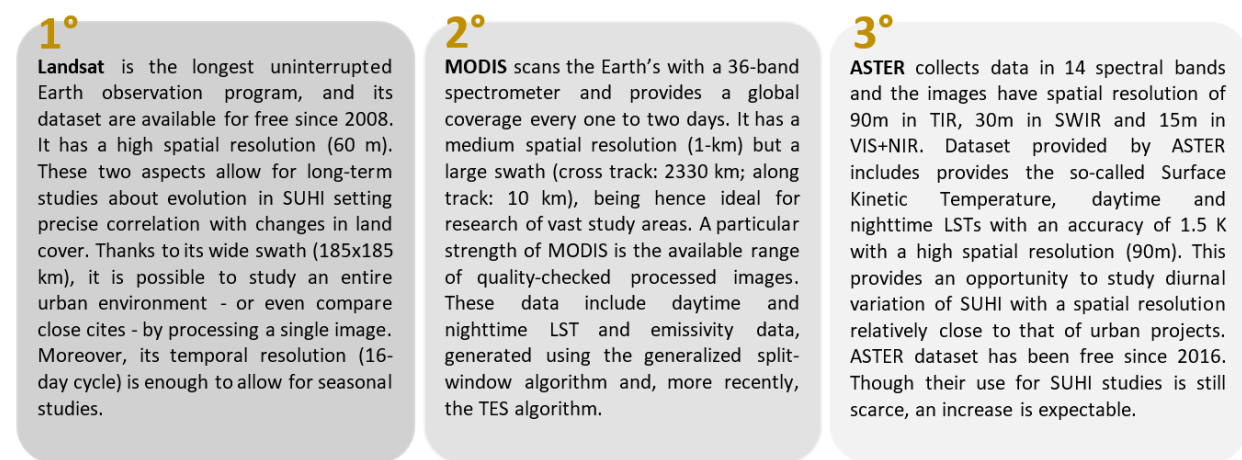 1°
Landsat is the longest uninterrupted
Earth observation program, and its
dataset are available for free since 2008.
It has a high spatial resolution (60 m).
These two aspects allow for long-term
studies about evolution in SUHI setting
precise correlation with changes in land
cover. Thanks to its wide swath (185x185
km), it is possible to study an entire
urban environment - or even compare
close cites - by processing a single image.
Moreover, its temporal resolution (16-
day cycle) is enough to allow for seasonal
studies.
2°
MODIS scans the Earth's with a 36-band
spectrometer and provides a global
coverage every one to two days. It has a
medium spatial resolution (1-km) but a
large swath (cross track: 2330 km; along
track: 10 km), being hence ideal for
research of vast study areas. A particular
strength of MODIS is the available range
of quality-checked processed images.
These data include daytime and
nighttime LST and emissivity data,
generated using the generalized split-
window algorithm and, more recently,
the TES algorithm.
3°
ASTER collects data in 14 spectral bands
and the images have spatial resolution of
90m in TIR, 30m in SWIR and 15m in
VIS+NIR. Dataset provided by ASTER
includes provides the so-called Surface
Kinetic Temperature, daytime and
nighttime LSTs with an accuracy of 1.5 K
with a high spatial resolution (90m). This
provides an opportunity to study diurnal
variation of SUHI with a spatial resolution
relatively close to that of urban projects.
ASTER dataset has been free since 2016.
Though their use for SUHI studies is still
scarce, an increase is expectable.